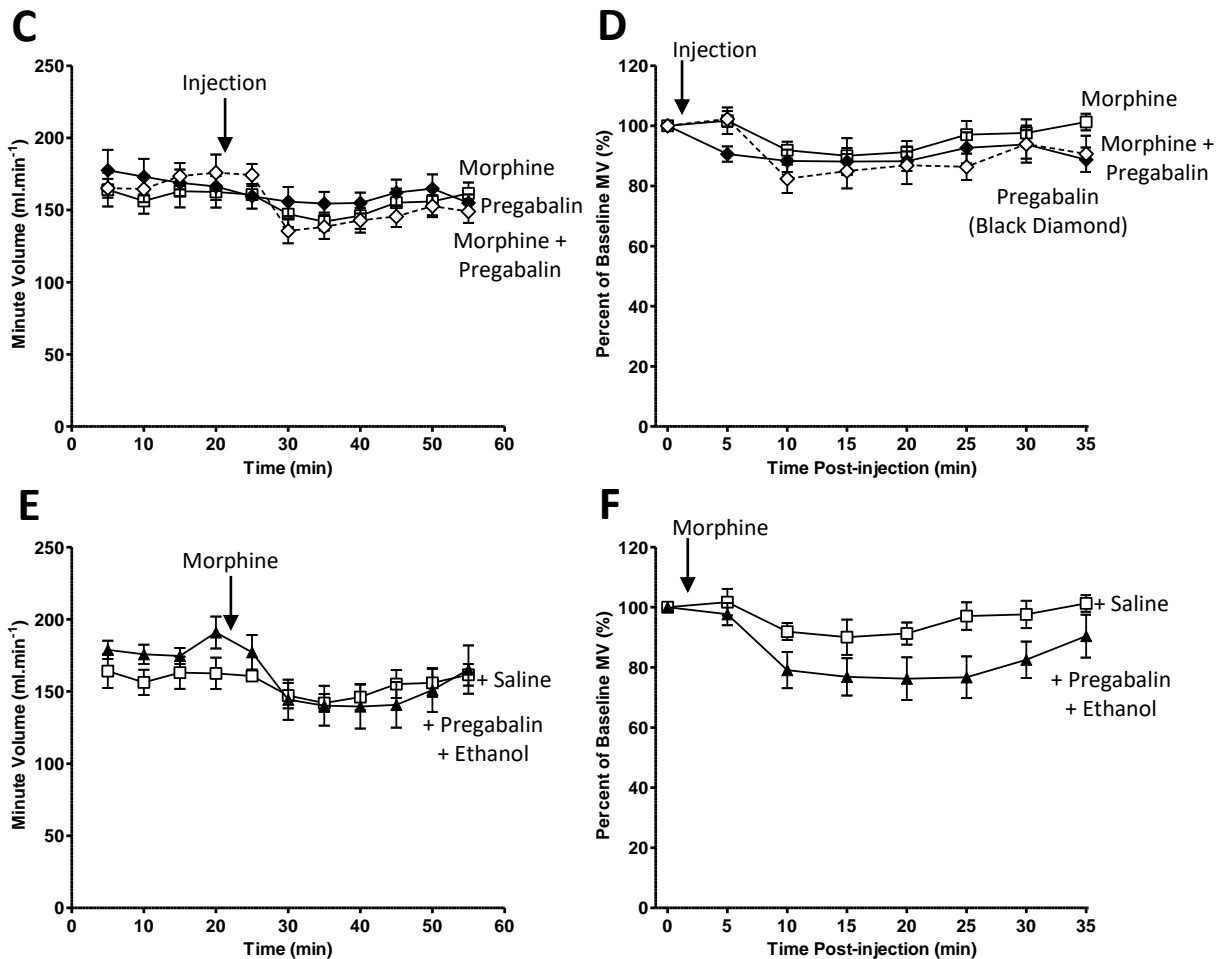 C
Injection
Minute Volume (ml.min⁻¹)
250
200
150
100
50
0
Morphine
Pregabalin
Morphine +
Pregabalin
0 10 20 30 40 50 60
Time (min)
D
Injection
Percent of Baseline MV (%)
120
100
80
60
40
20
0
Morphine
Morphine +
Pregabalin
Pregabalin
(Black Diamond)
0 5 10 15 20 25 30 35
Time Post-injection (min)
E
Morphine
Minute Volume (ml.min⁻¹)
250
200
150
100
50
0
+ Saline
+ Pregabalin
+ Ethanol
0 10 20 30 40 50 60
Time (min)
F
Morphine
Percent of Baseline MV (%)
120
100
80
60
40
20
0
+ Saline
+ Pregabalin
+ Ethanol
0 5 10 15 20 25 30 35
Time Post-injection (min)